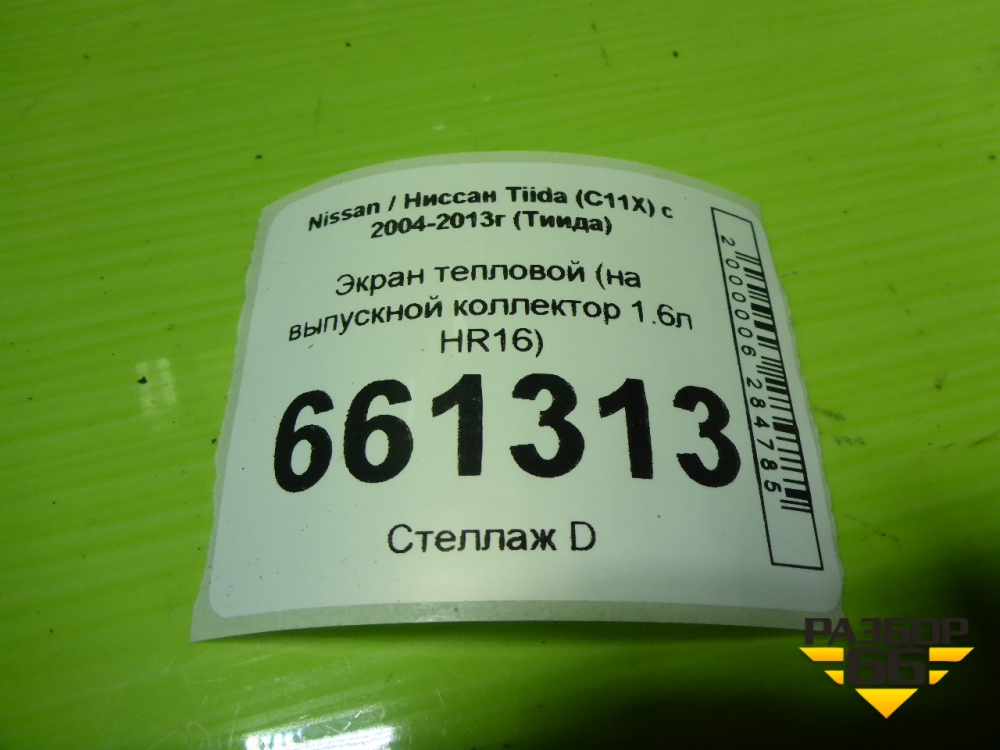 Nissan / Ниссан Tiida (C11X) с
2004-2013г (Тиида)
Экран тепловой (на
выпускной коллектор 1.6л
HR16)
661313
Стеллаж D
2000006284785
РАЗБОР
66